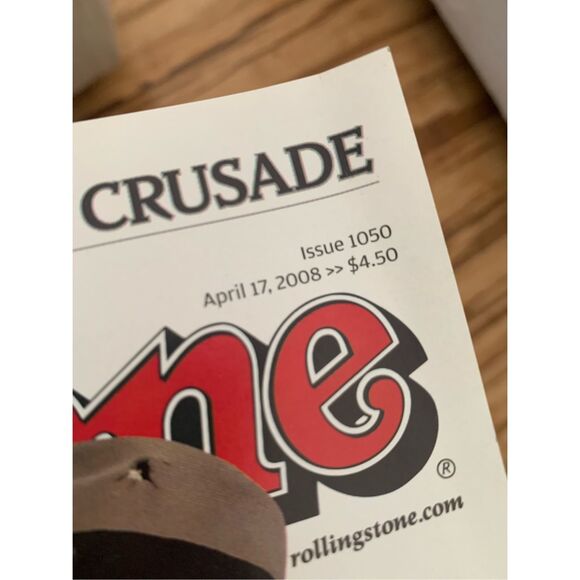 CRUSADE
Issue 1050
April 17, 2008 >> $4.50
ne
®
rollingstone.com